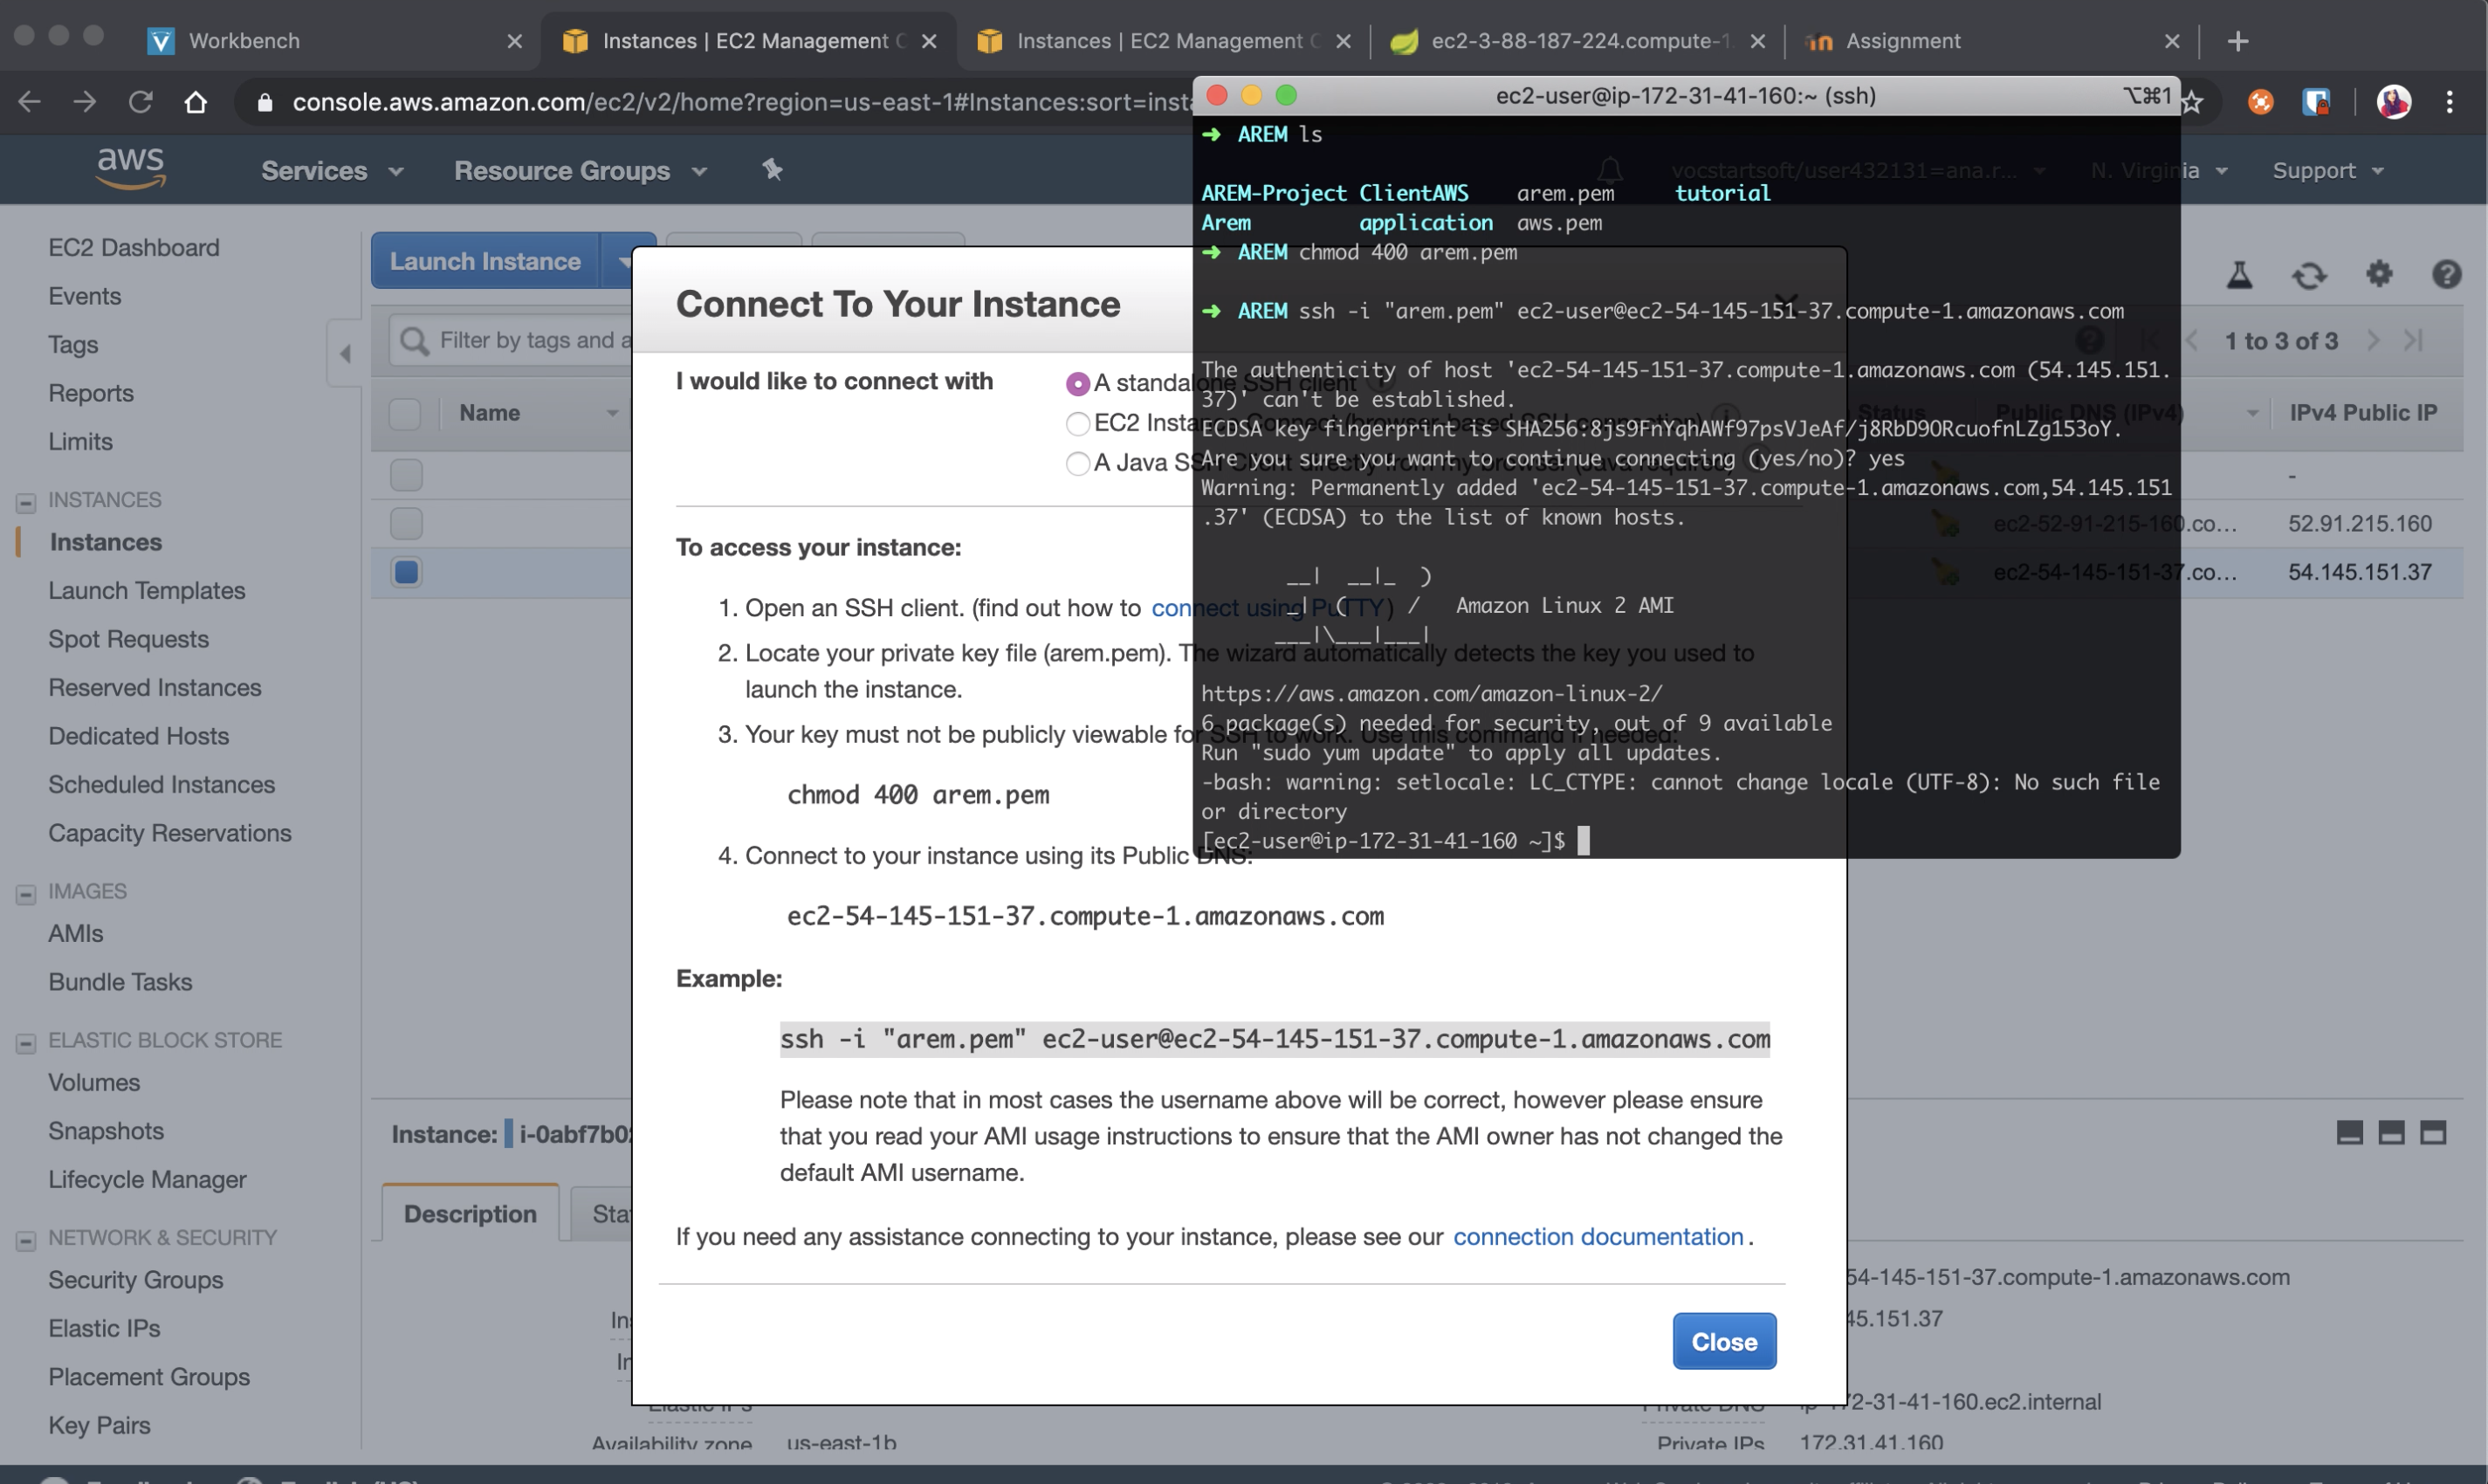 Workbench
Instances | EC2 Management C
Instances | EC2 Management C
ec2-3-88-187-224.compute-1.
Assignment
console.aws.amazon.com/ec2/v2/home?region=us-east-1#Instances:sort=insta
aws
Services
Resource Groups
vocstartsoft/user432131=ana.r...
N. Virginia
Support
EC2 Dashboard
Events
Tags
Reports
Limits
INSTANCES
Instances
Launch Templates
Spot Requests
Reserved Instances
Dedicated Hosts
Scheduled Instances
Capacity Reservations
IMAGES
AMIs
Bundle Tasks
ELASTIC BLOCK STORE
Volumes
Snapshots
Lifecycle Manager
NETWORK & SECURITY
Security Groups
Elastic IPs
Placement Groups
Key Pairs
Launch Instance
Filter by tags and a
1 to 3 of 3
Name
Status
Public DNS (IPv4)
IPv4 Public IP
-
ec2-52-91-215-160.co...
52.91.215.160
ec2-54-145-151-37.co...
54.145.151.37
Connect To Your Instance
I would like to connect with
A standalone SSH client
EC2 Instance Connect (browser-based SSH connection)
A Java SSH Client directly from my browser (Java required)
To access your instance:
1. Open an SSH client. (find out how to connect using PuTTY)
2. Locate your private key file (arem.pem). The wizard automatically detects the key you used to
launch the instance.
3. Your key must not be publicly viewable for SSH to work. Use this command if needed:
chmod 400 arem.pem
4. Connect to your instance using its Public DNS:
ec2-54-145-151-37.compute-1.amazonaws.com
Example:
ssh -i "arem.pem" ec2-user@ec2-54-145-151-37.compute-1.amazonaws.com
Please note that in most cases the username above will be correct, however please ensure
that you read your AMI usage instructions to ensure that the AMI owner has not changed the
default AMI username.
If you need any assistance connecting to your instance, please see our connection documentation.
Close
ec2-user@ip-172-31-41-160:~ (ssh)
⌥⌘1
➜ AREM ls
AREM-Project ClientAWS arem.pem tutorial
Arem application aws.pem
➜ AREM chmod 400 arem.pem
➜ AREM ssh -i "arem.pem" ec2-user@ec2-54-145-151-37.compute-1.amazonaws.com
The authenticity of host 'ec2-54-145-151-37.compute-1.amazonaws.com (54.145.151.
37)' can't be established.
ECDSA key fingerprint is SHA256:8js9FnYqhAWf97psVJeAf/j8RbD9ORcuofnLZg153oY.
Are you sure you want to continue connecting (yes/no)? yes
Warning: Permanently added 'ec2-54-145-151-37.compute-1.amazonaws.com,54.145.151
.37' (ECDSA) to the list of known hosts.
__|  __|_  )
_|  (     /   Amazon Linux 2 AMI
___|\___|___|
https://aws.amazon.com/amazon-linux-2/
6 package(s) needed for security, out of 9 available
Run "sudo yum update" to apply all updates.
-bash: warning: setlocale: LC_CTYPE: cannot change locale (UTF-8): No such file
or directory
[ec2-user@ip-172-31-41-160 ~]$
Instance: i-0abf7b0
Description
Sta
54-145-151-37.compute-1.amazonaws.com
45.151.37
Elastic IPs
Private DNS
ip-172-31-41-160.ec2.internal
Availability zone
us-east-1b
Private IPs
172.31.41.160